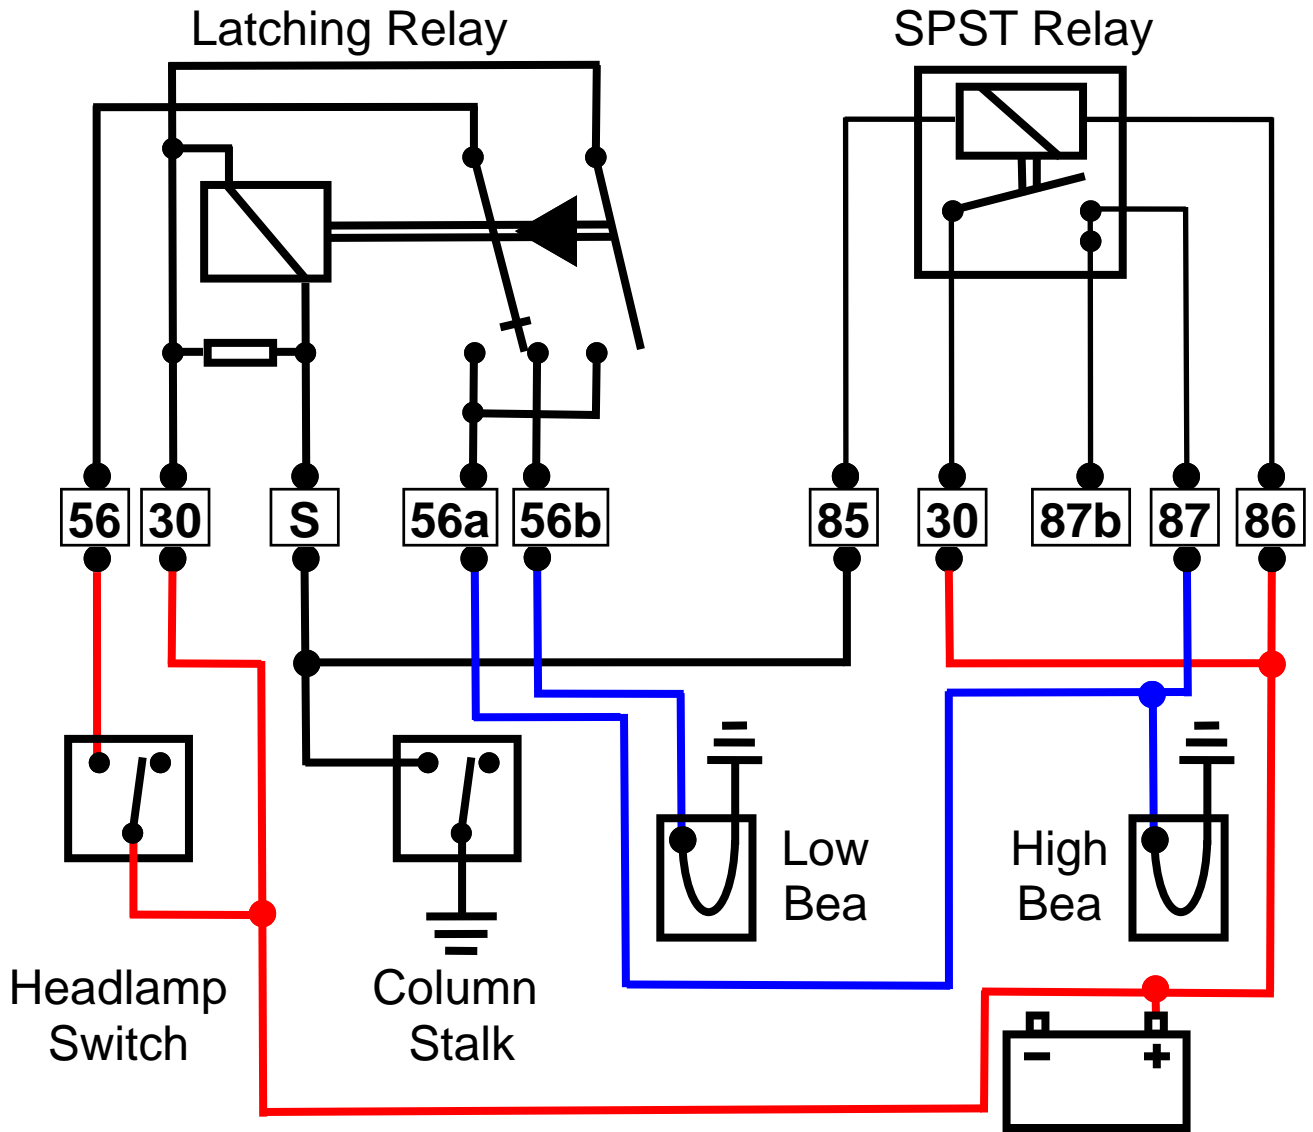 Latching Relay
SPST Relay
56 30 S 56a 56b 85 30 87b 87 86
Low
Bea
High
Bea
Headlamp
Switch
Column
Stalk
- +